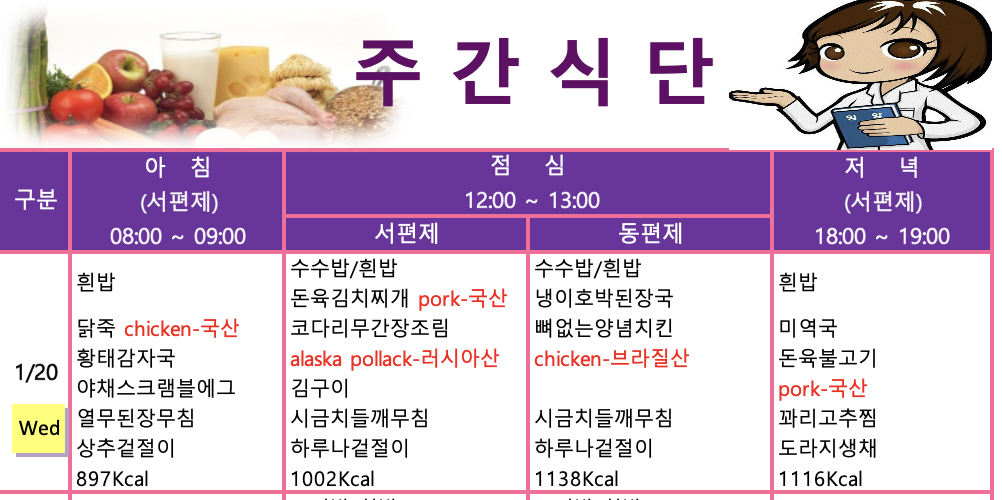 주간식단
구분
아 침
(서편제)
08:00 ~ 09:00
점 심
12:00 ~ 13:00
서편제
동편제
저 녁
(서편제)
18:00 ~ 19:00
1/20
Wed
흰밥
닭죽 chicken-국산
황태감자국
야채스크램블에그
열무된장무침
상추겉절이
897Kcal
수수밥/흰밥
돈육김치찌개 pork-국산
코다리무간장조림
alaska pollack-러시아산
김구이
시금치들깨무침
하루나겉절이
1002Kcal
수수밥/흰밥
냉이호박된장국
뼈없는양념치킨
chicken-브라질산
시금치들깨무침
하루나겉절이
1138Kcal
흰밥
미역국
돈육불고기
pork-국산
꽈리고추찜
도라지생채
1116Kcal